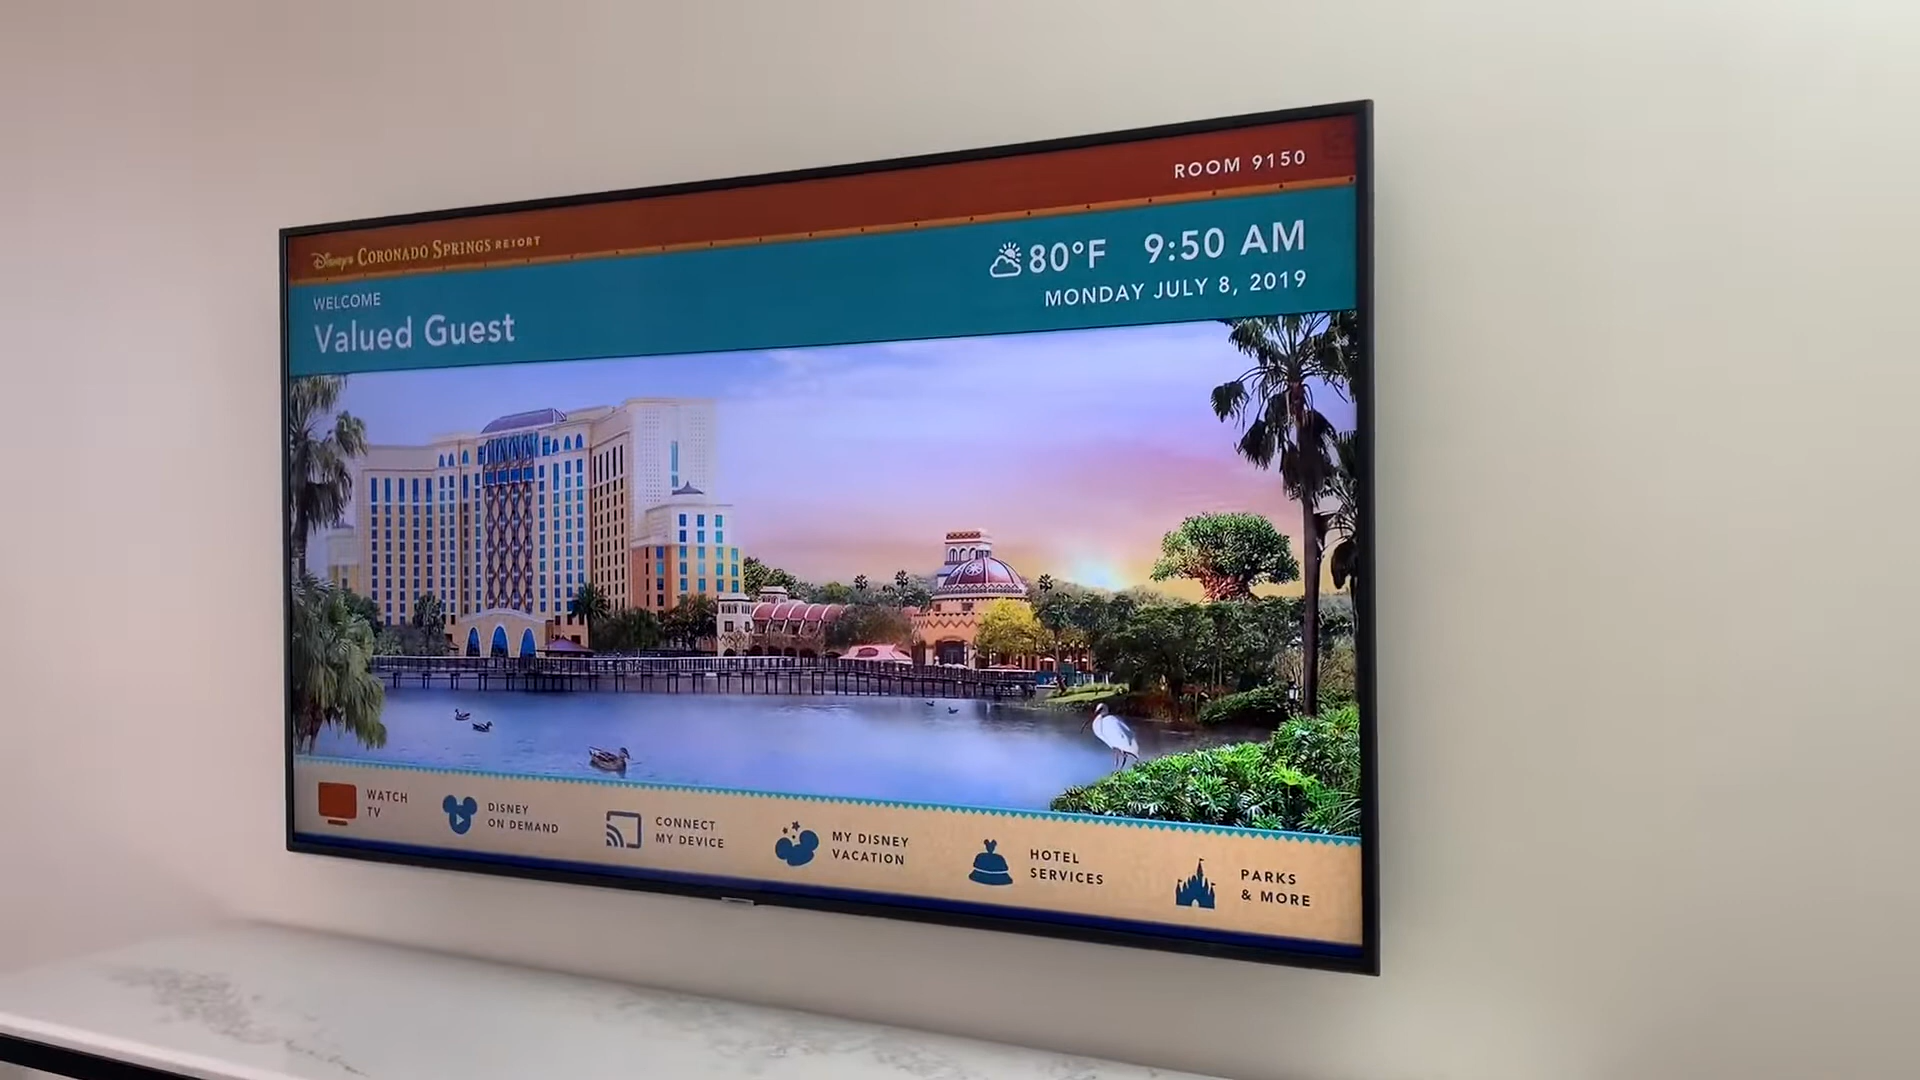 ROOM 9150
Disney's CORONADO SPRINGS RESORT
80°F 9:50 AM
MONDAY JULY 8, 2019
WELCOME
Valued Guest
WATCH
TV
DISNEY
ON DEMAND
CONNECT
MY DEVICE
MY DISNEY
VACATION
HOTEL
SERVICES
PARKS
& MORE